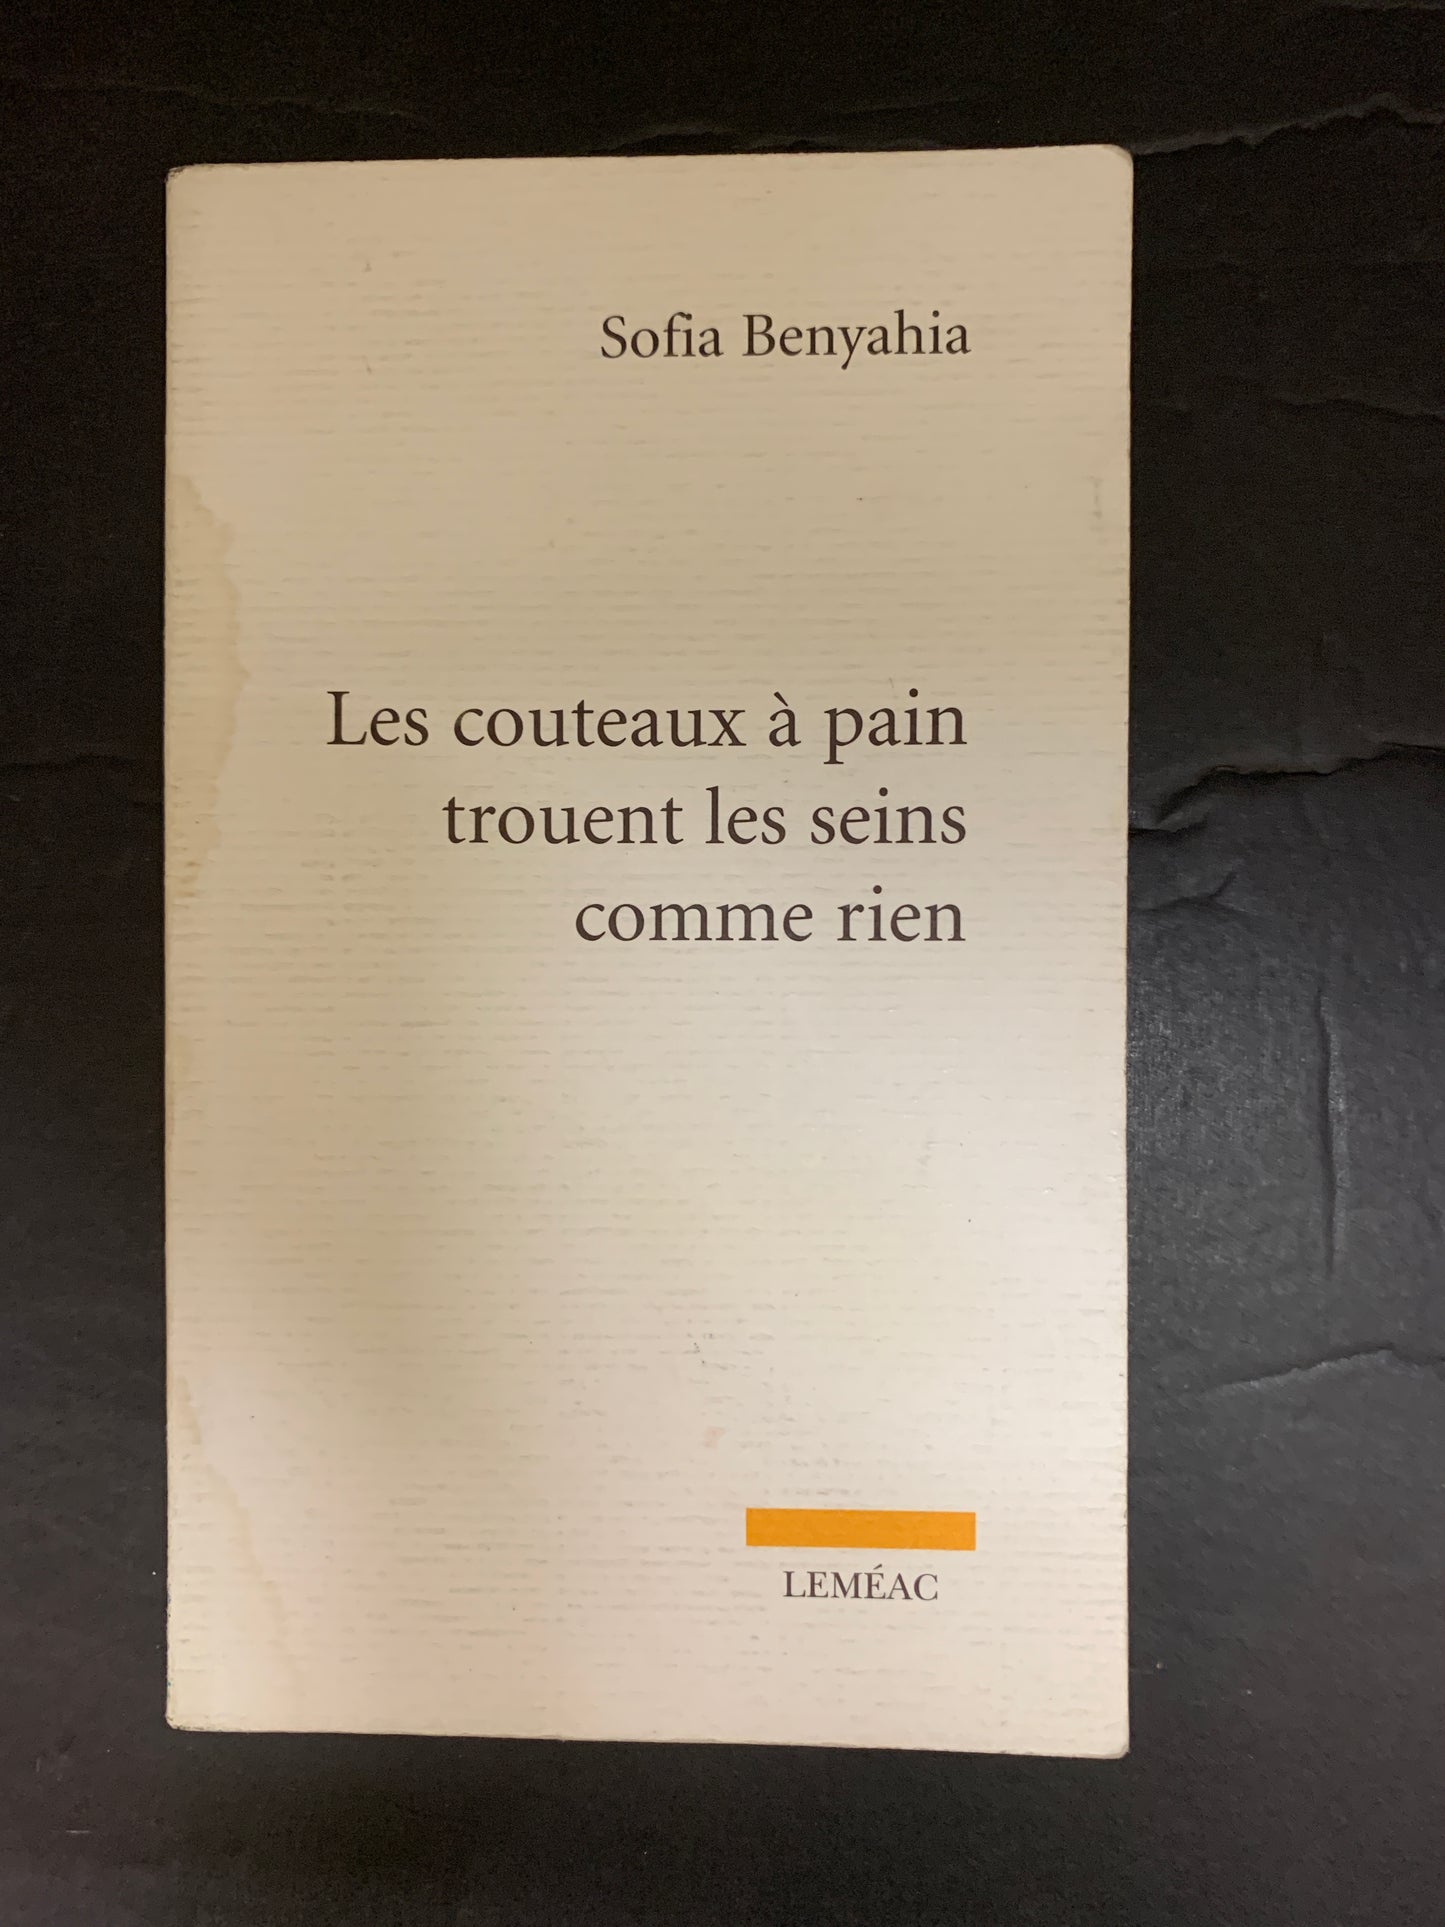 Sofia Benyahia
Les couteaux à pain
trouent les seins
comme rien
LEMÉAC